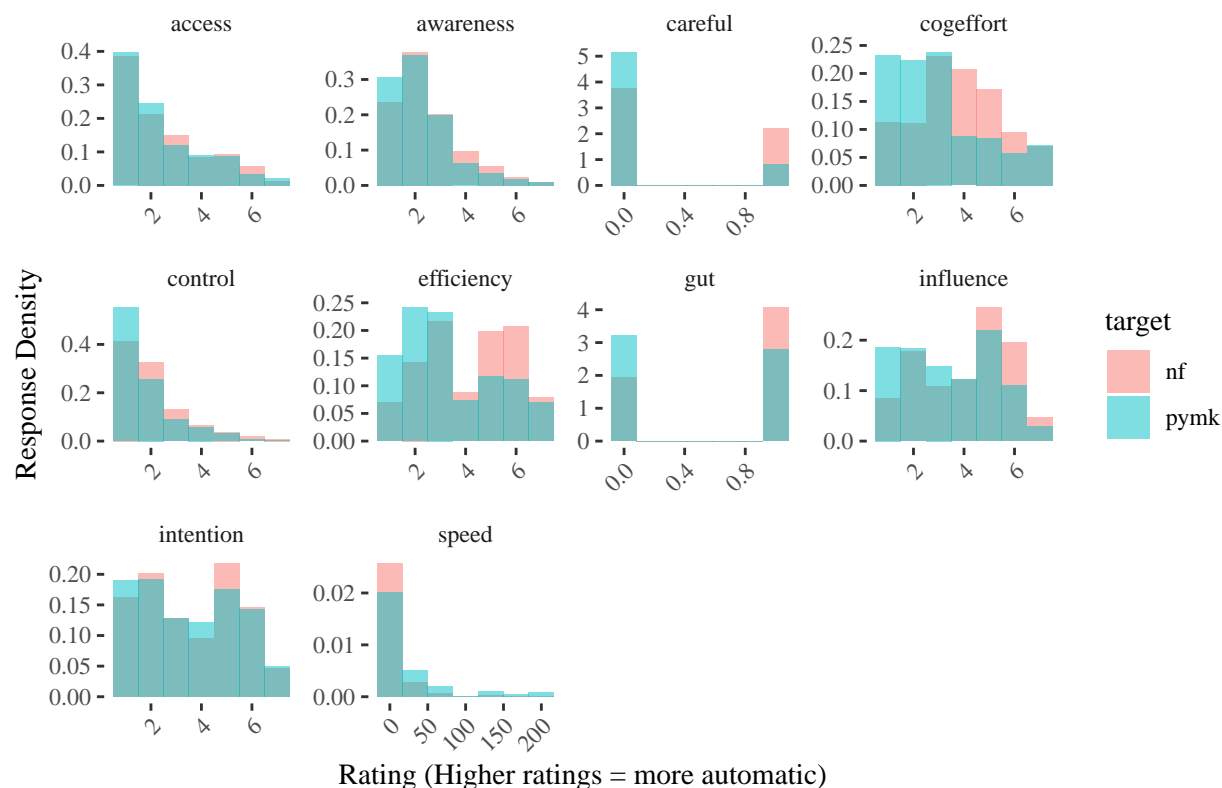 access awareness careful cogeffort
0.4
0.3
0.2
0.1
0.0
2 4 6
0.3
0.2
0.1
0.0
2 4 6
5
4
3
2
1
0
0.0 0.4 0.8
0.25
0.20
0.15
0.10
0.05
0.00
2 4 6
control efficiency gut influence
0.4
0.2
0.0
2 4 6
0.25
0.20
0.15
0.10
0.05
0.00
2 4 6
4
3
2
1
0
0.0 0.4 0.8
0.2
0.1
0.0
2 4 6
intention speed
0.20
0.15
0.10
0.05
0.00
2 4 6
0.02
0.01
0.00
0 50 100 150 200
Response Density
Rating (Higher ratings = more automatic)
target
nf
pymk